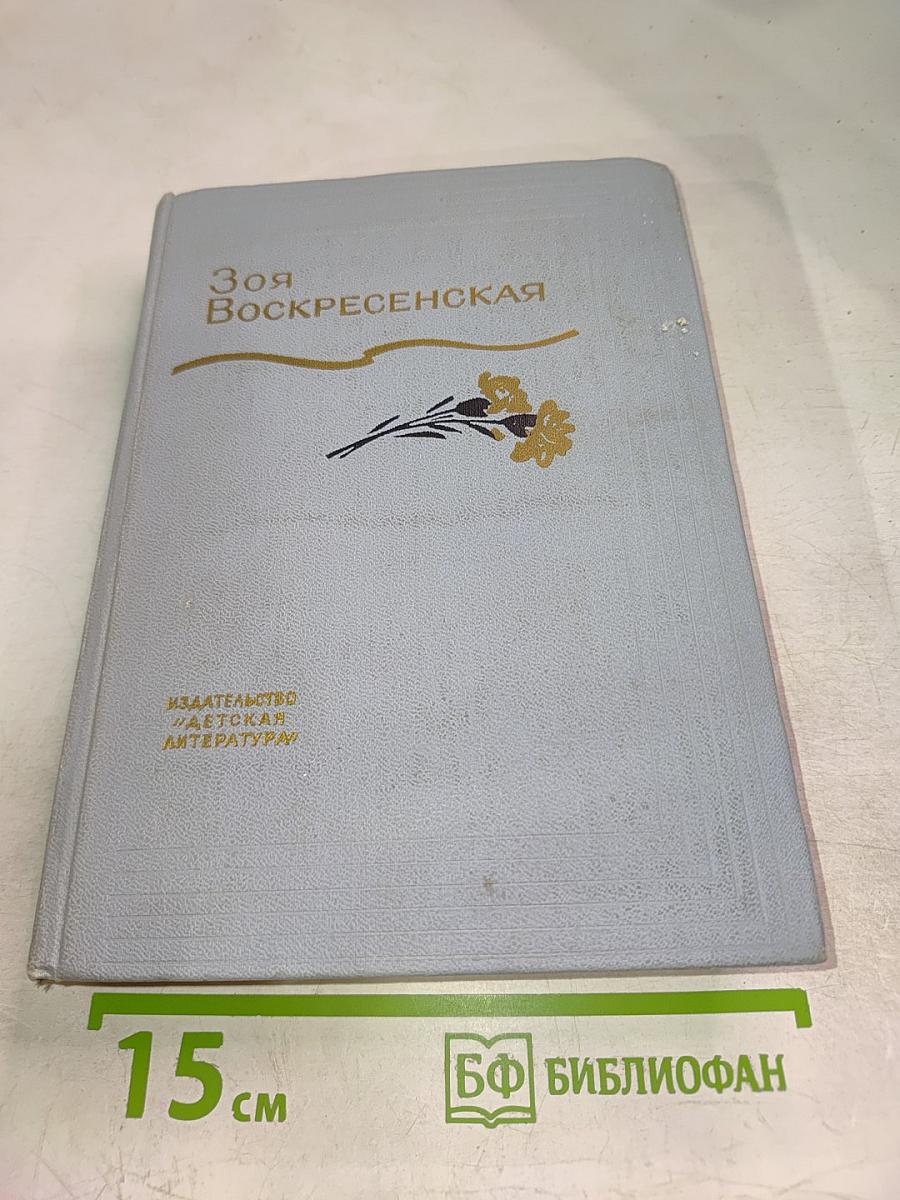 Зоя
Воскресенская
ИЗДАТЕЛЬСТВО
"ДЕТСКАЯ
ЛИТЕРАТУРА"
15 см
БФ БИБЛИОФАН